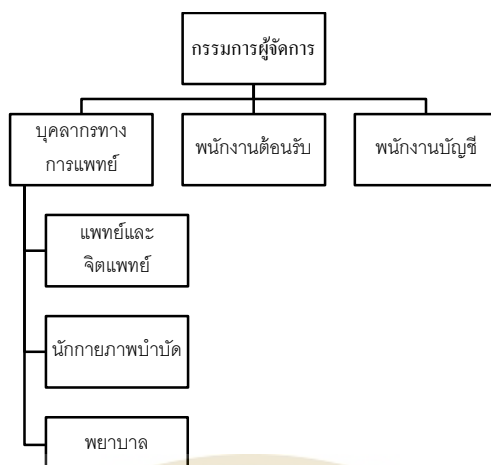 กรรมการผู้จัดการ
บุคลากรทาง
การแพทย์
พนักงานต้อนรับ
พนักงานบัญชี
แพทย์และ
จิตแพทย์
นักกายภาพบำบัด
พยาบาล